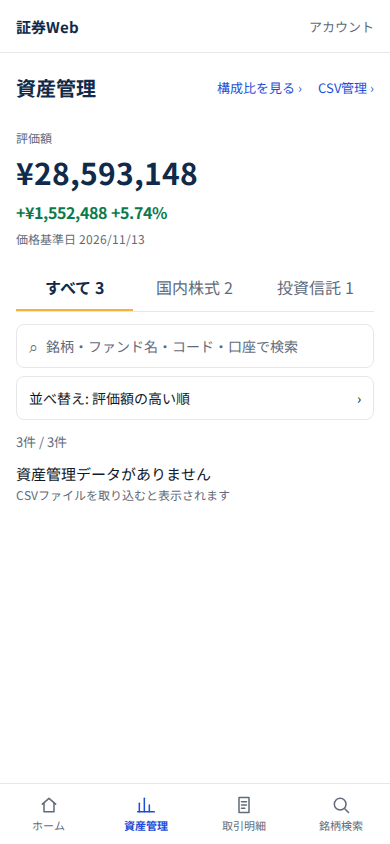 証券Web アカウント
資産管理 構成比を見る › CSV管理 ›
評価額
¥28,593,148
+¥1,552,488 +5.74%
価格基準日 2026/11/13
すべて 3 国内株式 2 投資信託 1
銘柄・ファンド名・コード・口座で検索
並べ替え: 評価額の高い順 ›
3件 / 3件
資産管理データがありません
CSVファイルを取り込むと表示されます
ホーム 資産管理 取引明細 銘柄検索